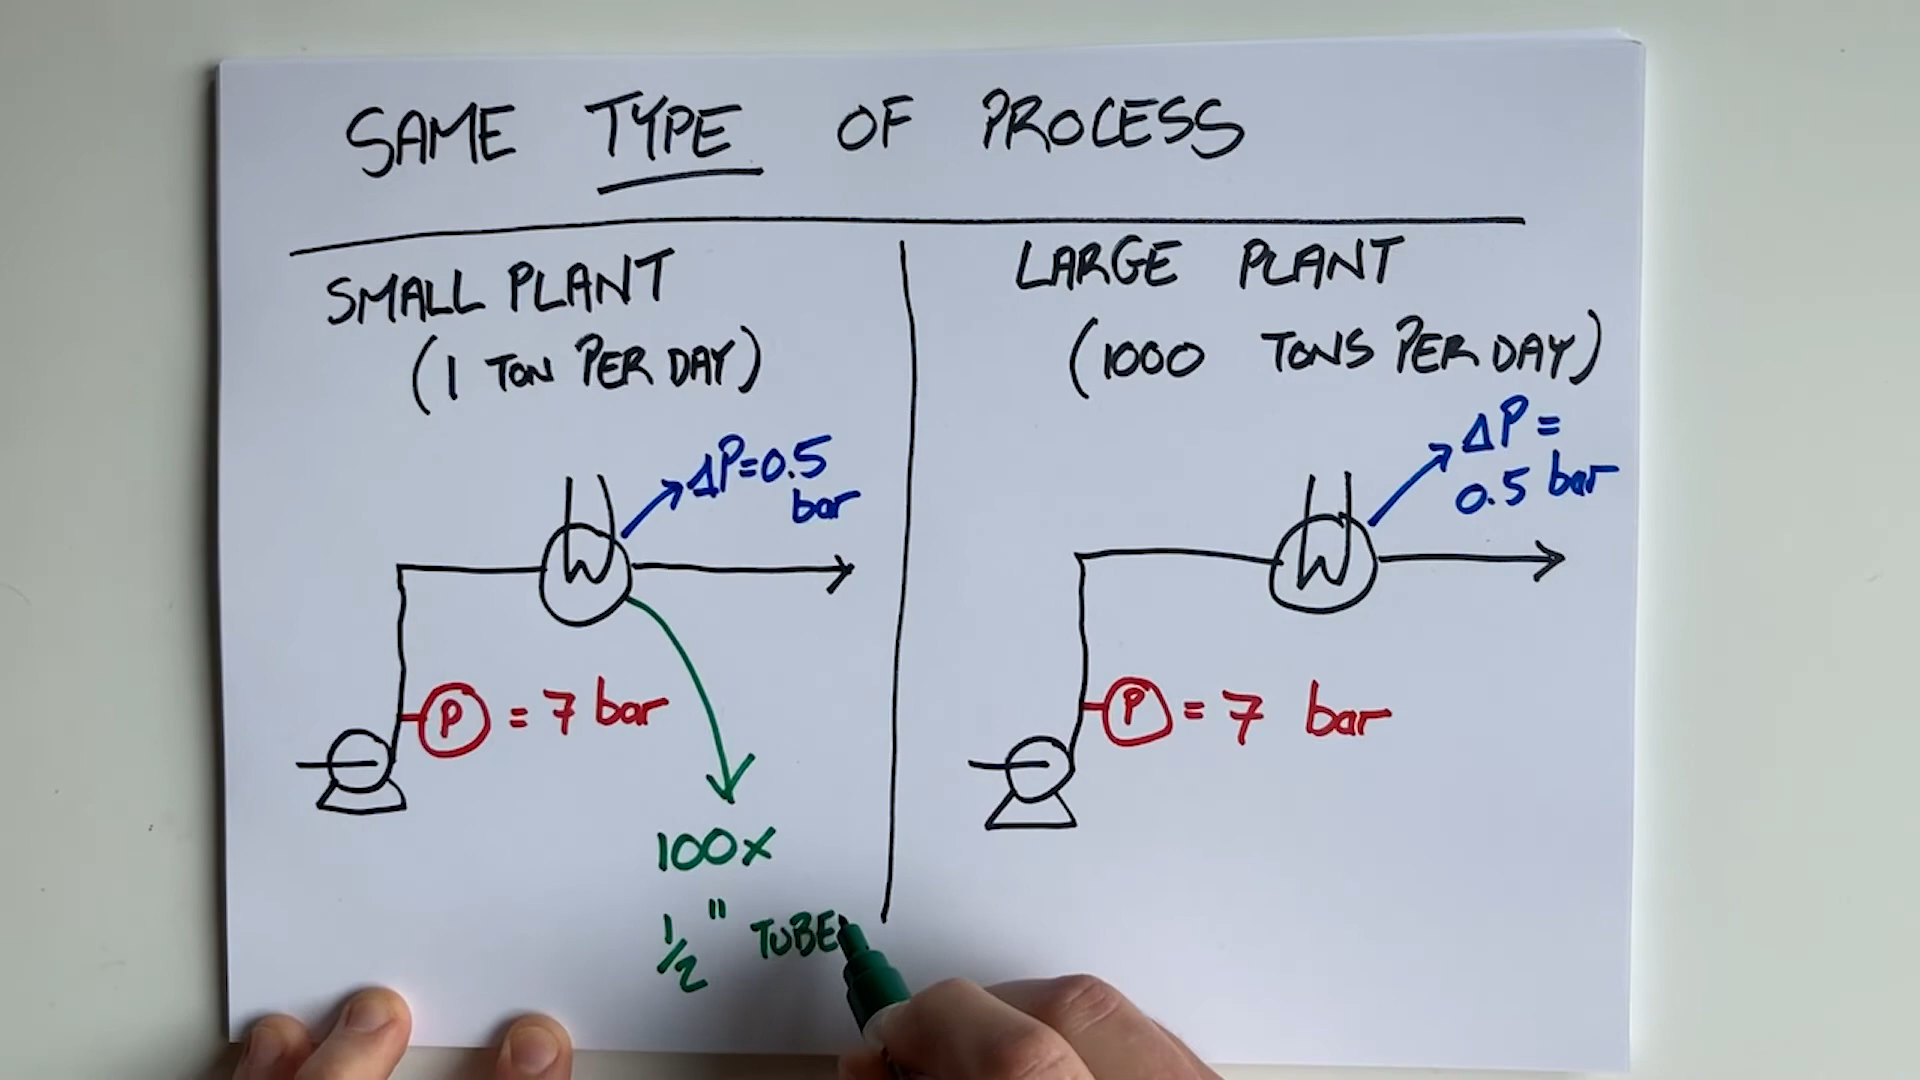 SAME TYPE OF PROCESS
SMALL PLANT
(1 TON PER DAY)
ΔP=0.5
bar
W
P = 7 bar
100x
1/2" TUBE
LARGE PLANT
(1000 TONS PER DAY)
ΔP =
0.5 bar
W
P = 7 bar